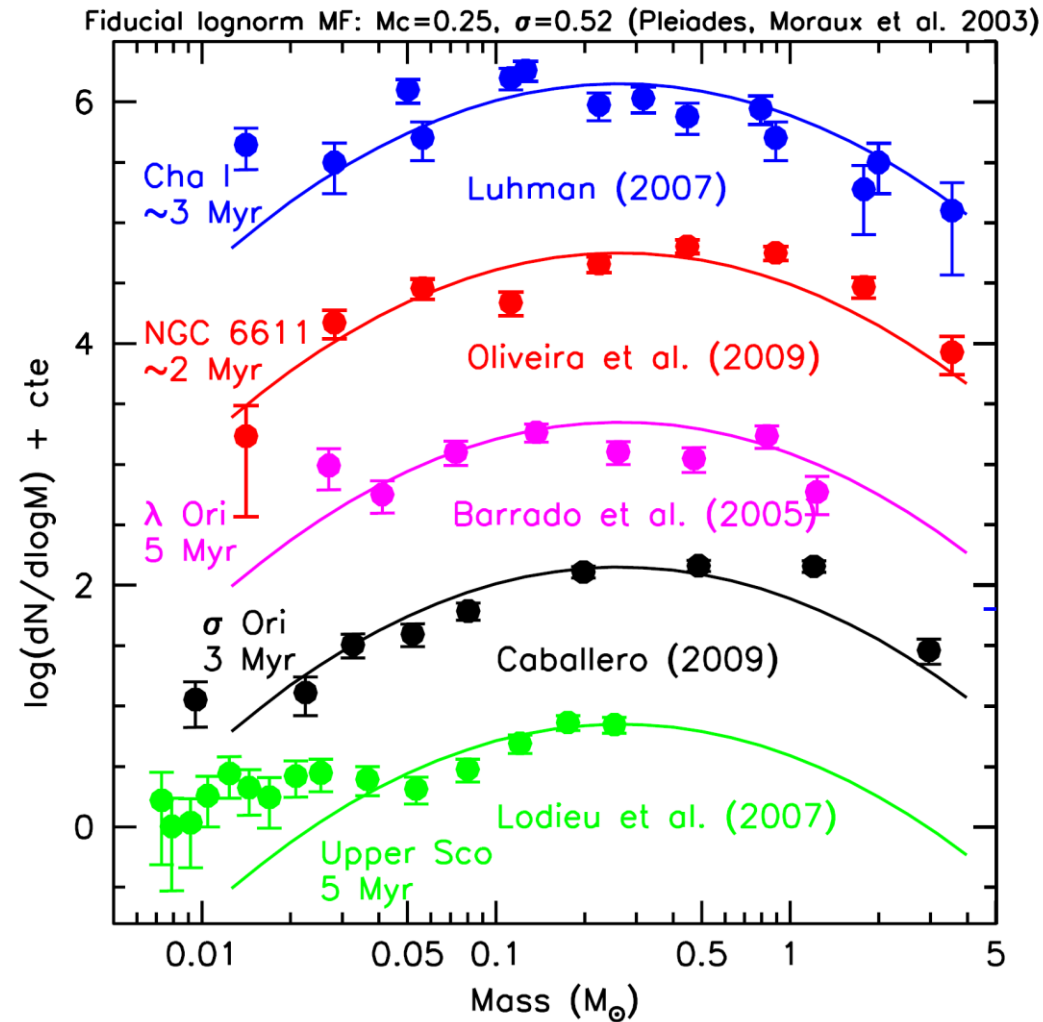 Fiducial lognorm MF: Mc=0.25, σ=0.52 (Pleiades, Moraux et al. 2003)
log(dN/dlogM) + cte
6
4
2
0
Cha I
~3 Myr
Luhman (2007)
NGC 6611
~2 Myr
Oliveira et al. (2009)
λ Ori
5 Myr
Barrado et al. (2005)
σ Ori
3 Myr
Caballero (2009)
Lodieu et al. (2007)
Upper Sco
5 Myr
0.01 0.05 0.1 0.5 1 5
Mass (M☉)